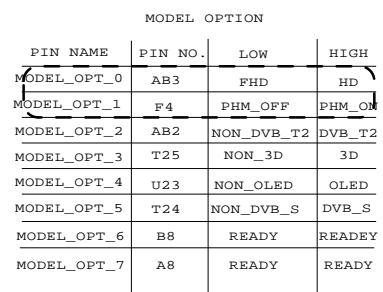 MODEL OPTION
PIN NAME PIN NO. LOW HIGH
MODEL_OPT_0 AB3 FHD HD
MODEL_OPT_1 F4 PHM_OFF PHM_ON
MODEL_OPT_2 AB2 NON_DVB_T2 DVB_T2
MODEL_OPT_3 T25 NON_3D 3D
MODEL_OPT_4 U23 NON_OLED OLED
MODEL_OPT_5 T24 NON_DVB_S DVB_S
MODEL_OPT_6 B8 READY READEY
MODEL_OPT_7 A8 READY READY